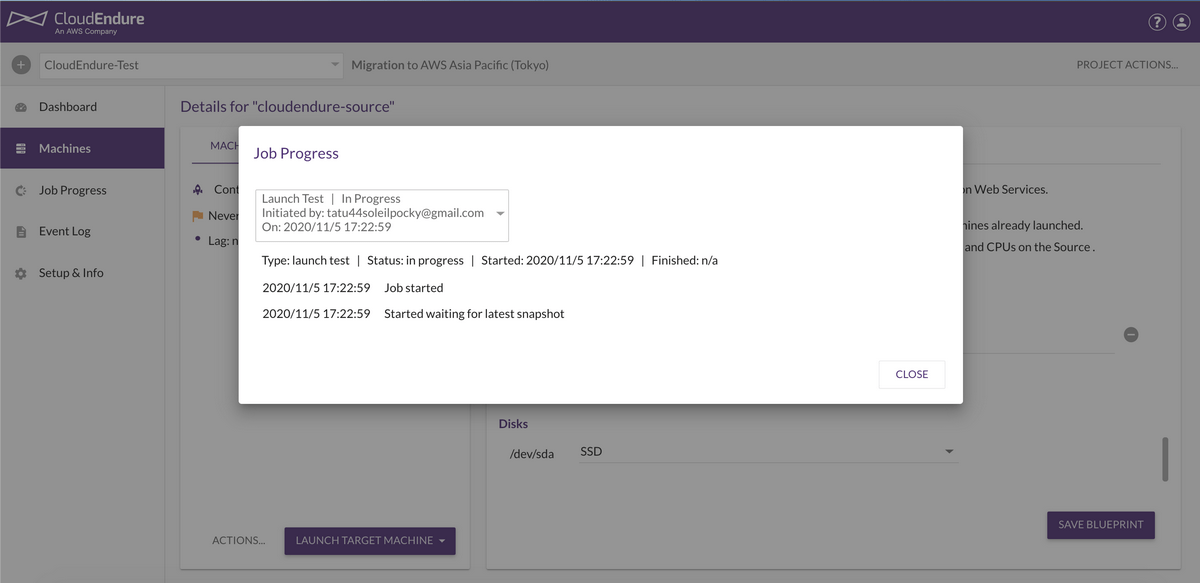 CloudEndure
An AWS Company
?
CloudEndure-Test
Migration to AWS Asia Pacific (Tokyo)
PROJECT ACTIONS...
Dashboard
Machines
Job Progress
Event Log
Setup & Info
Details for "cloudendure-source"
MACH
Cont
Never
Lag: n
on Web Services.
hines already launched.
and CPUs on the Source .
Job Progress
Launch Test | In Progress
Initiated by: tatu44soleilpocky@gmail.com
On: 2020/11/5 17:22:59
Type: launch test | Status: in progress | Started: 2020/11/5 17:22:59 | Finished: n/a
2020/11/5 17:22:59 Job started
2020/11/5 17:22:59 Started waiting for latest snapshot
CLOSE
Disks
/dev/sda SSD
SAVE BLUEPRINT
ACTIONS... LAUNCH TARGET MACHINE